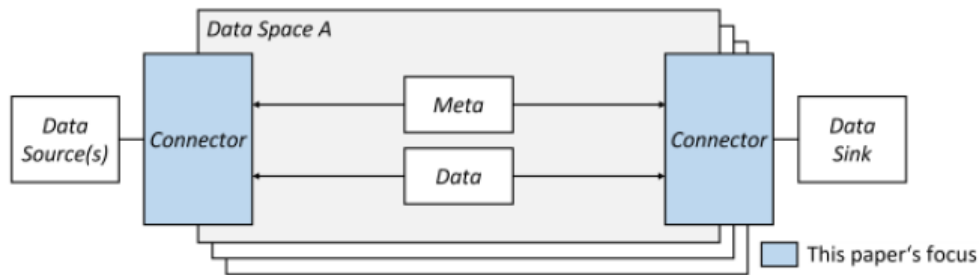 Data Space A
Data
Source(s)
Connector
Meta
Data
Connector
Data
Sink
This paper‘s focus